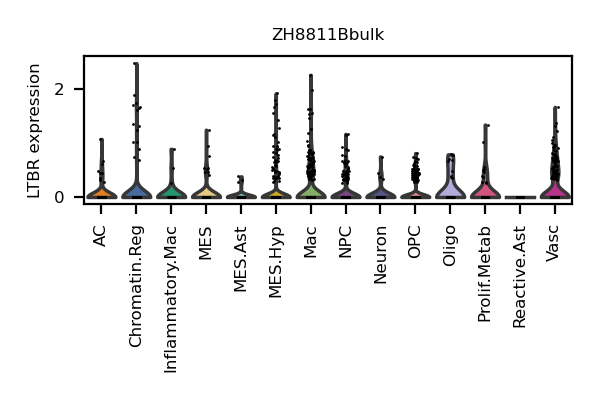 ZH8811Bbulk
LTBR expression
2
0
AC
Chromatin.Reg
Inflammatory.Mac
MES
MES.Ast
MES.Hyp
Mac
NPC
Neuron
OPC
Oligo
Prolif.Metab
Reactive.Ast
Vasc